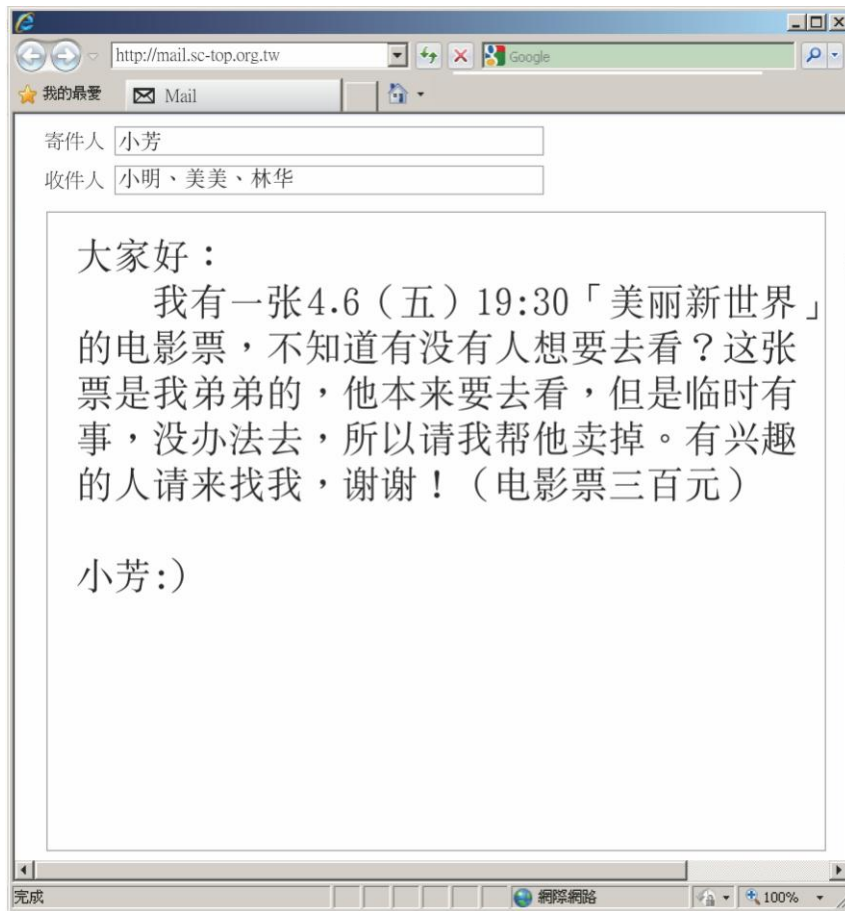 http://mail.sc-top.org.tw
Google
我的最愛
Mail
寄件人 小芳
收件人 小明、美美、林华
大家好：
我有一张4.6（五）19:30「美丽新世界」
的电影票，不知道有没有人想要去看？这张
票是我弟弟的，他本来要去看，但是临时有
事，没办法去，所以请我帮他卖掉。有兴趣
的人请来找我，谢谢！（电影票三百元）
小芳:)
完成
網際網路
100%